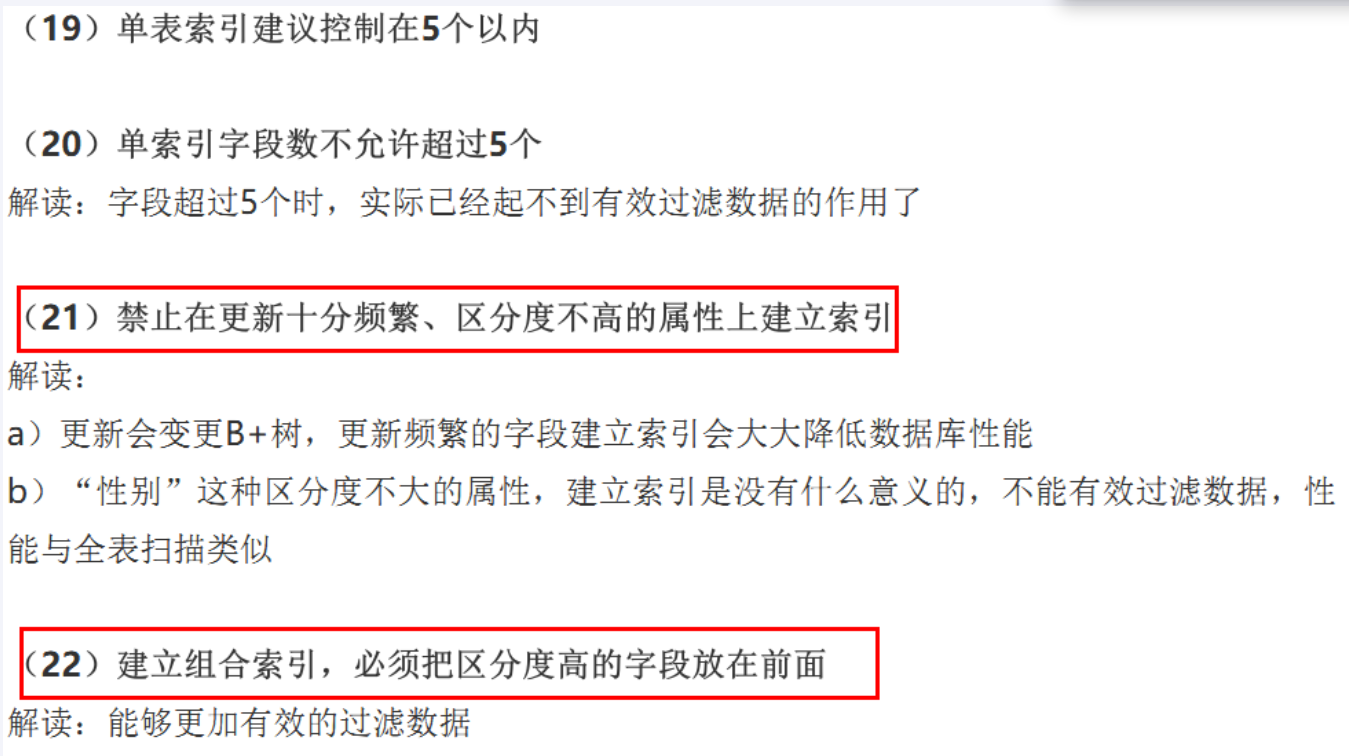 （19）单表索引建议控制在5个以内
（20）单索引字段数不允许超过5个
解读：字段超过5个时，实际已经起不到有效过滤数据的作用了
（21）禁止在更新十分频繁、区分度不高的属性上建立索引
解读：
a）更新会变更B+树，更新频繁的字段建立索引会大大降低数据库性能
b）“性别”这种区分度不大的属性，建立索引是没有什么意义的，不能有效过滤数据，性
能与全表扫描类似
（22）建立组合索引，必须把区分度高的字段放在前面
解读：能够更加有效的过滤数据